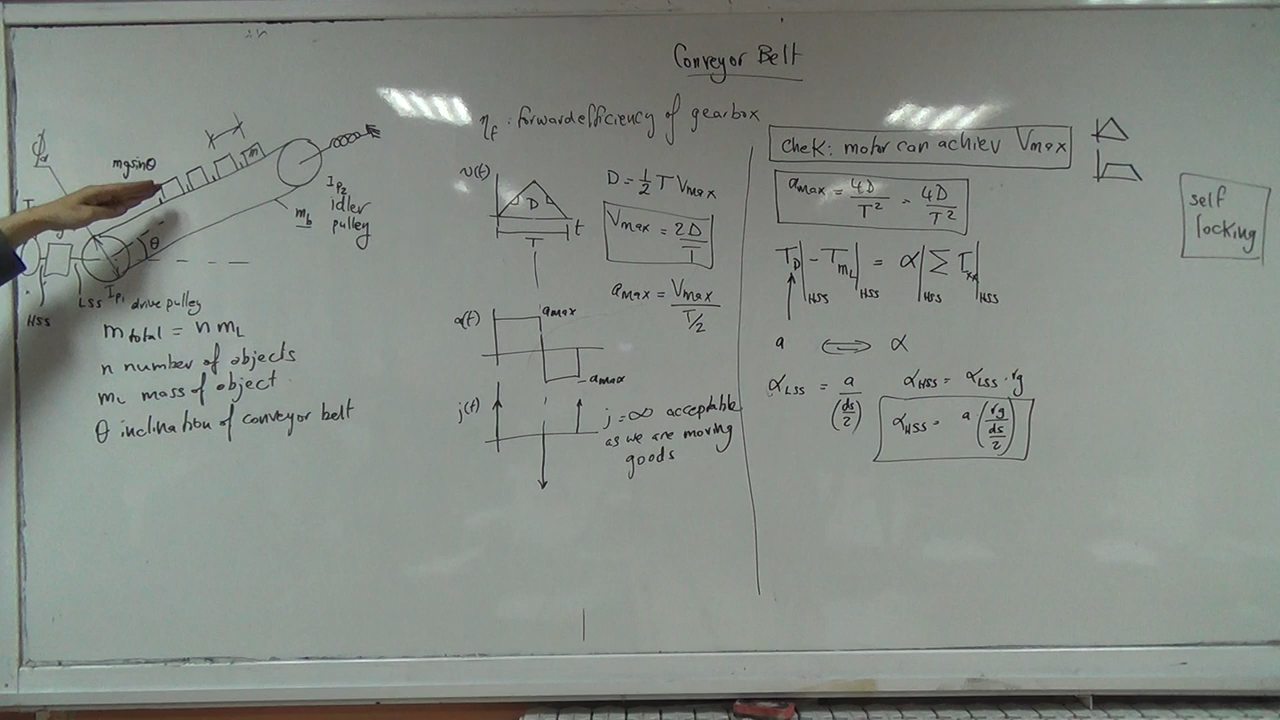 Conveyor Belt
ηf : forward efficiency of gearbox
mgsinθ
m
Ip2
idler
pulley
mb
θ
Ip1 drive pulley
LSS
HSS
m total = n mL
n number of objects
mL mass of object
θ inclination of conveyor belt
v(t)
D
T
t
D = 1/2 T Vmax
Vmax = 2D/T
amax = Vmax/(T/2)
a(t)
amax
-amax
j(t)
j = ∞ acceptable
as we are moving
goods
cheK: motor can achiev Vmax
amax = 4D/T² = 4D/T²
TD|HSS - TmL|HSS = α|HSS |∑ Ixx|HSS
a ⟺ α
αLSS = a/(ds/2)
αHSS = αLSS · rg
αHSS = a (rg/(ds/2))
self
locking